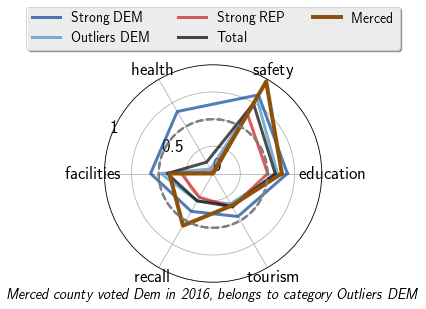 Strong DEM
Outliers DEM
Strong REP
Total
Merced
health
safety
1
0.5
0
facilities
education
recall
tourism
Merced county voted Dem in 2016, belongs to category Outliers DEM